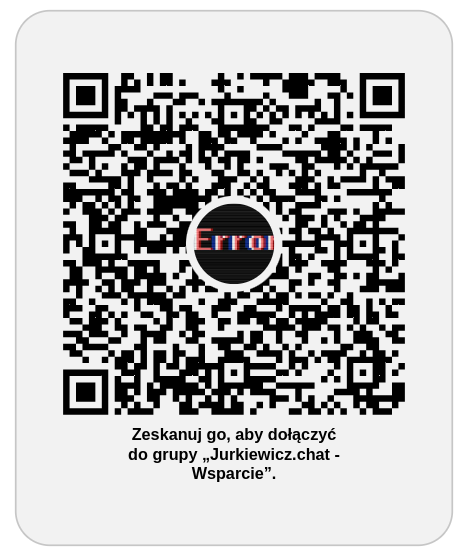 Error
Zeskanuj go, aby dołączyć
do grupy „Jurkiewicz.chat -
Wsparcie”.